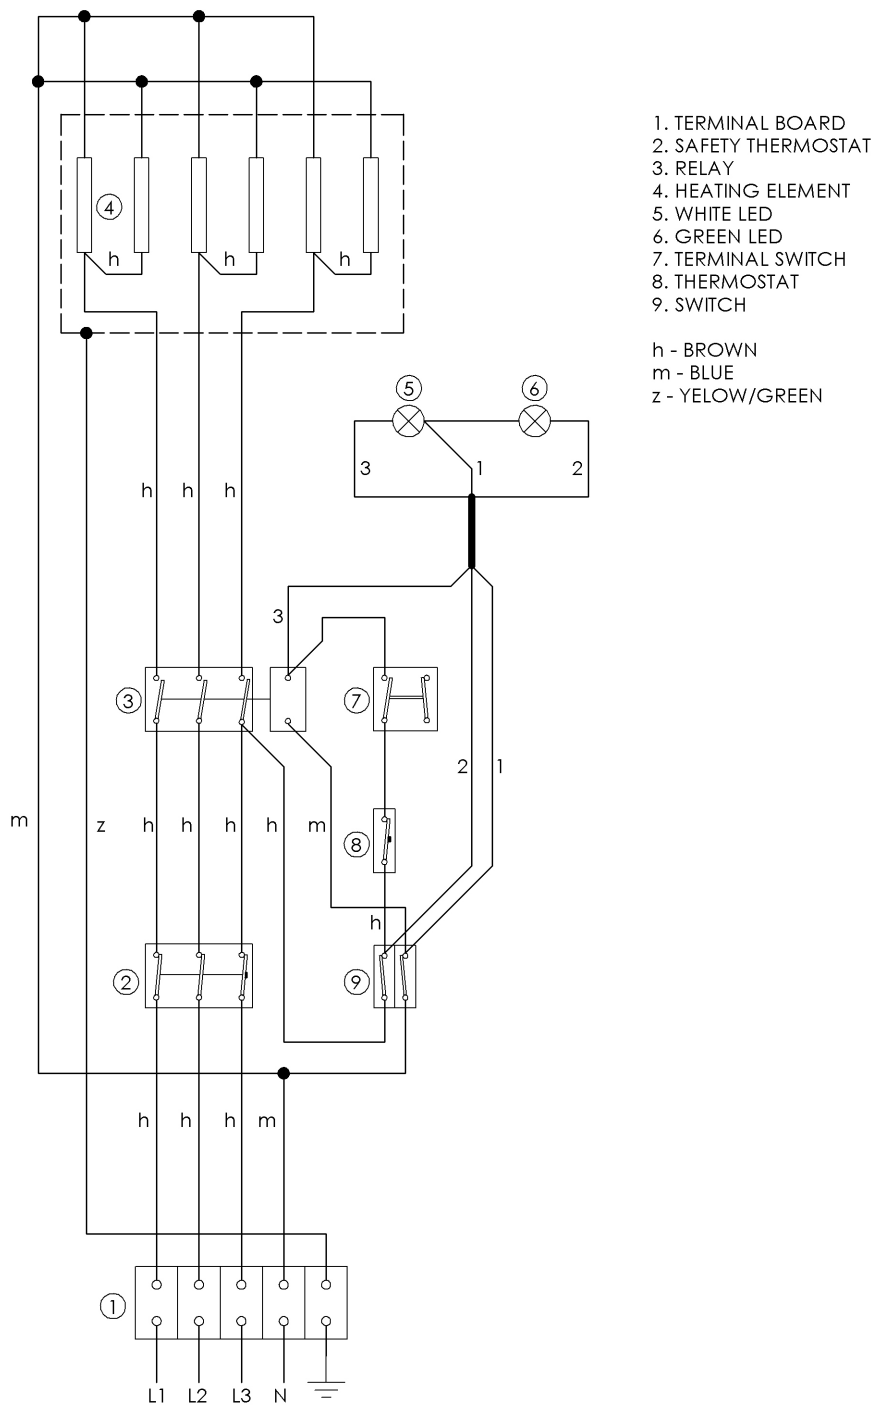 1. TERMINAL BOARD
2. SAFETY THERMOSTAT
3. RELAY
4. HEATING ELEMENT
5. WHITE LED
6. GREEN LED
7. TERMINAL SWITCH
8. THERMOSTAT
9. SWITCH
h - BROWN
m - BLUE
z - YELOW/GREEN
4
h h h
5 6
3 1 2
h h h
3
3 7
2 1
m z h h h h m
8
h
2 9
h h h m
1
L1 L2 L3 N